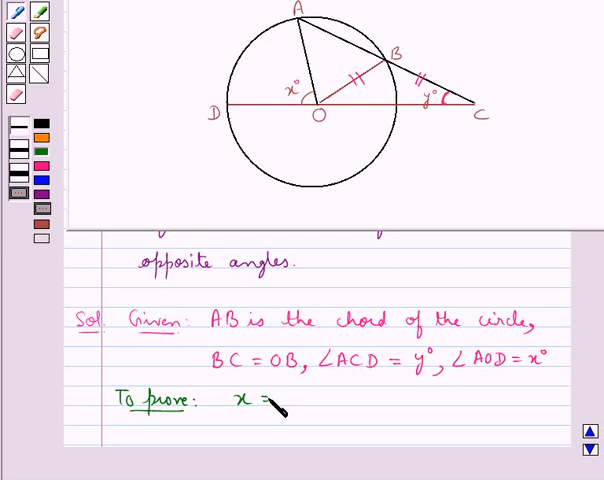 A
B
x°
y°
D
O
C
opposite angles.
Sol. Given: AB is the chord of the circle,
BC = OB, ∠ACD = y°, ∠AOD = x°
To prove: x =